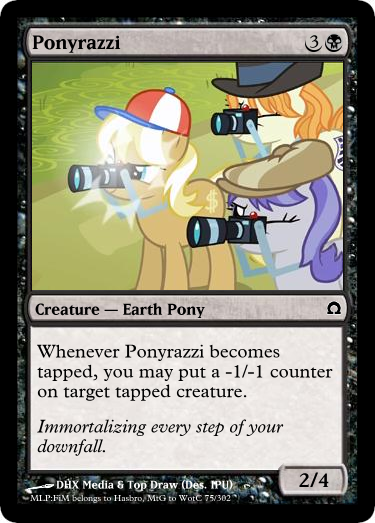 Ponyrazzi 3
Creature — Earth Pony Ω
Whenever Ponyrazzi becomes
tapped, you may put a -1/-1 counter
on target tapped creature.
Immortalizing every step of your
downfall.
DHX Media & Top Draw (Des. IPU)
MLP:FiM belongs to Hasbro, MtG to WotC 75/302
2/4